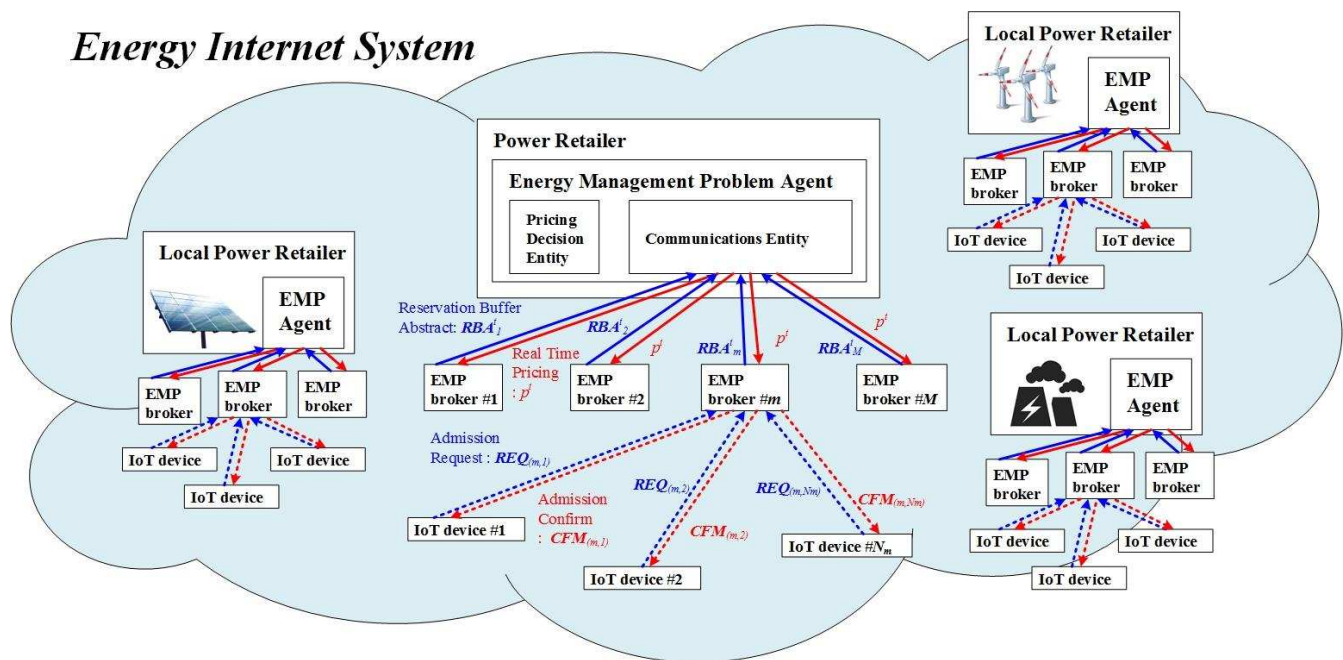 Energy Internet System
Local Power Retailer
EMP
Agent
EMP
broker
EMP
broker
EMP
broker
IoT device
IoT device
IoT device
Power Retailer
Energy Management Problem Agent
Pricing
Decision
Entity
Communications Entity
Reservation Buffer
Abstract: RBAᵗ₁
RBAᵗ₂
RBAᵗₘ
RBAᵗ_M
Real Time
Pricing
: pᵗ
pᵗ
pᵗ
pᵗ
EMP
broker #1
EMP
broker #2
EMP
broker #m
EMP
broker #M
Admission
Request : REQ₍ₘ,₁₎
REQ₍ₘ,₂₎
REQ₍ₘ,Nₘ₎
Admission
Confirm
: CFM₍ₘ,₁₎
CFM₍ₘ,₂₎
CFM₍ₘ,Nₘ₎
IoT device #1
IoT device #2
IoT device #Nₘ
Local Power Retailer
EMP
Agent
EMP
broker
EMP
broker
EMP
broker
IoT device
IoT device
IoT device
Local Power Retailer
EMP
Agent
EMP
broker
EMP
broker
EMP
broker
IoT device
IoT device
IoT device